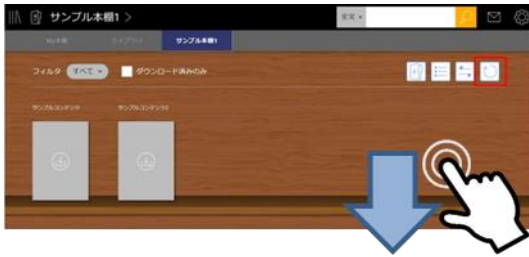 サンプル本棚1 >
全文
My本棚 ライブラリ サンプル本棚1
フィルタ すべて ダウンロード済みのみ
サンプルコンテンツ サンプルコンテンツ2